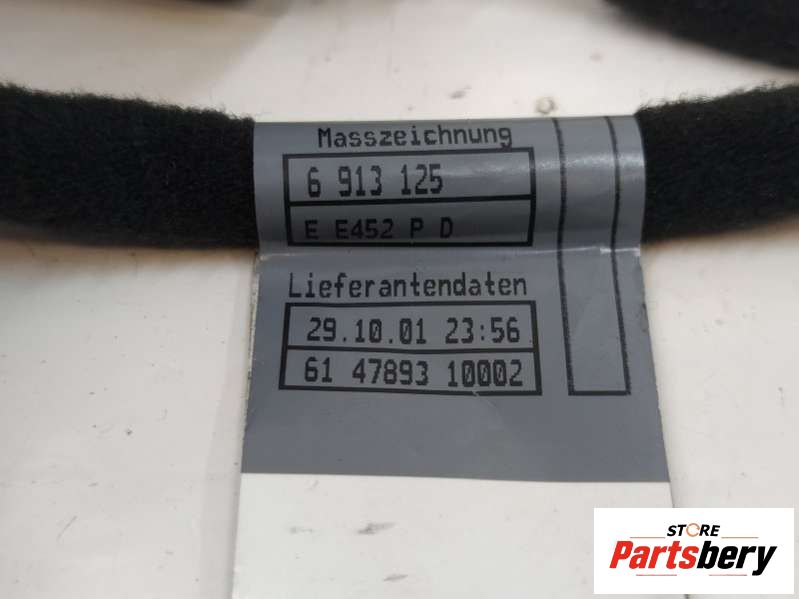 Masszeichnung
6 913 125
E E452 P D
Lieferantendaten
29.10.01 23:56
61 47893 10002
STORE
Partsbery